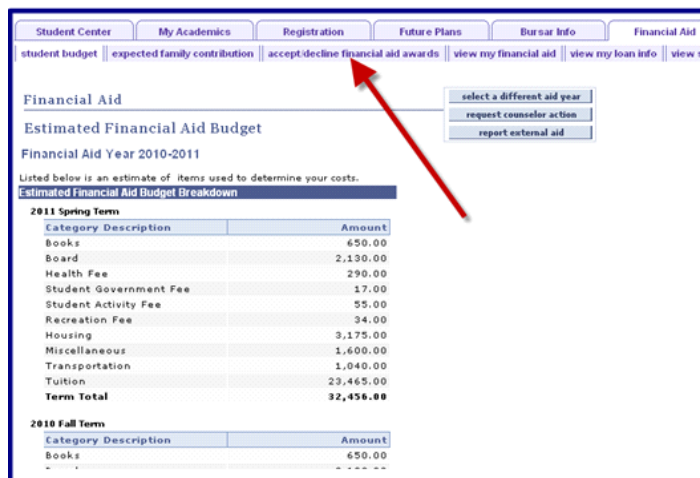 Student Center My Academics Registration Future Plans Bursar Info Financial Aid
student budget expected family contribution accept/decline financial aid awards view my financial aid view my loan info view
Financial Aid
select a different aid year
request counselor action
report external aid
Estimated Financial Aid Budget
Financial Aid Year 2010-2011
Listed below is an estimate of items used to determine your costs.
Estimated Financial Aid Budget Breakdown
2011 Spring Term
Category Description Amount
Books 650.00
Board 2,130.00
Health Fee 290.00
Student Government Fee 17.00
Student Activity Fee 55.00
Recreation Fee 34.00
Housing 3,175.00
Miscellaneous 1,600.00
Transportation 1,040.00
Tuition 23,465.00
Term Total 32,456.00
2010 Fall Term
Category Description Amount
Books 650.00